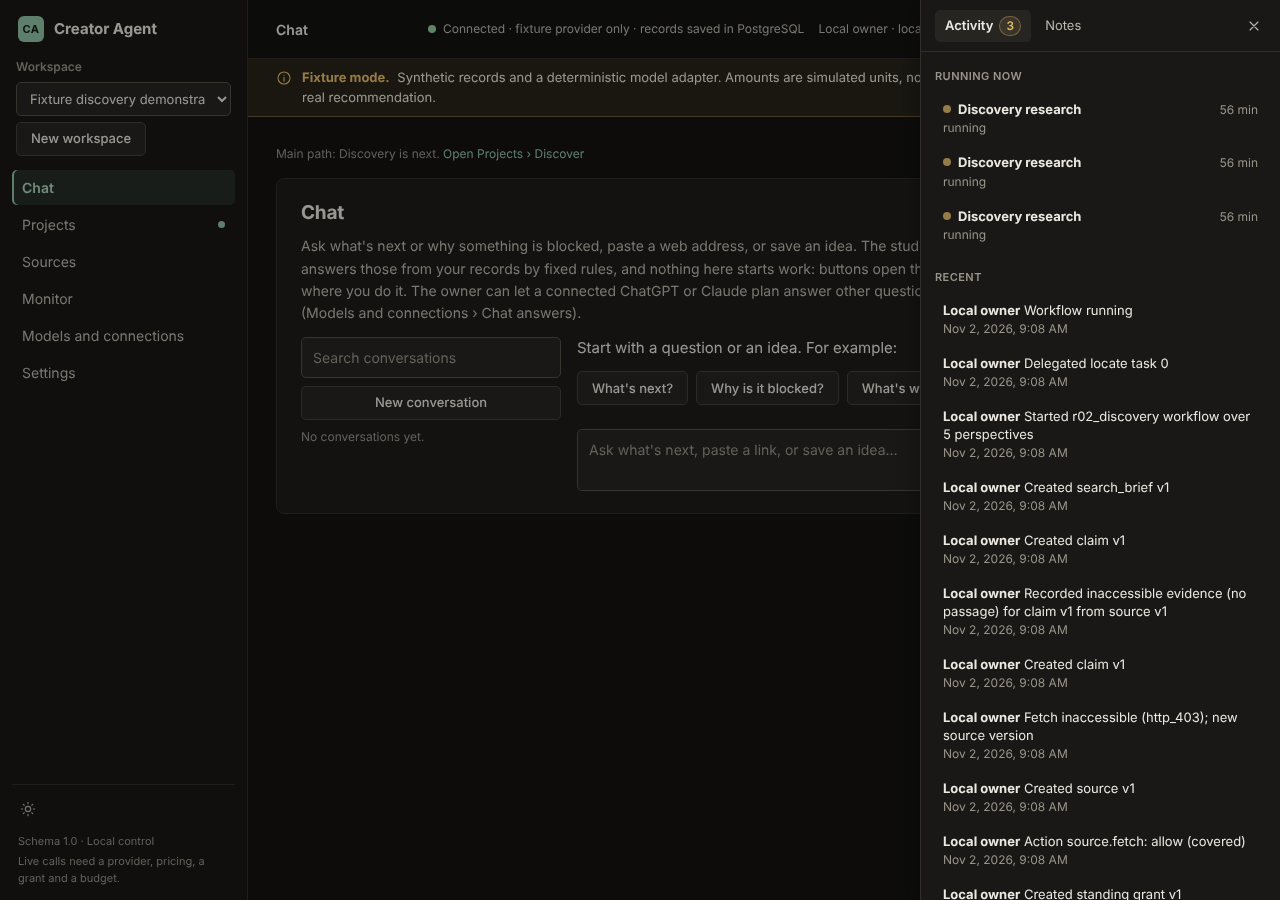 CA
Creator Agent
Workspace
Fixture discovery demonstra
New workspace
Chat
Projects
Sources
Monitor
Models and connections
Settings
Schema 1.0 · Local control
Live calls need a provider, pricing, a
grant and a budget.
Chat
Connected · fixture provider only · records saved in PostgreSQL
Local owner · loca
Fixture mode. Synthetic records and a deterministic model adapter. Amounts are simulated units, no
real recommendation.
Main path: Discovery is next. Open Projects › Discover
Chat
Ask what's next or why something is blocked, paste a web address, or save an idea. The stud
answers those from your records by fixed rules, and nothing here starts work: buttons open th
where you do it. The owner can let a connected ChatGPT or Claude plan answer other questic
(Models and connections › Chat answers).
Search conversations
New conversation
No conversations yet.
Start with a question or an idea. For example:
What's next?
Why is it blocked?
What's w
Ask what's next, paste a link, or save an idea...
Activity 3
Notes
RUNNING NOW
Discovery research 56 min
running
Discovery research 56 min
running
Discovery research 56 min
running
RECENT
Local owner Workflow running
Nov 2, 2026, 9:08 AM
Local owner Delegated locate task 0
Nov 2, 2026, 9:08 AM
Local owner Started r02_discovery workflow over
5 perspectives
Nov 2, 2026, 9:08 AM
Local owner Created search_brief v1
Nov 2, 2026, 9:08 AM
Local owner Created claim v1
Nov 2, 2026, 9:08 AM
Local owner Recorded inaccessible evidence (no
passage) for claim v1 from source v1
Nov 2, 2026, 9:08 AM
Local owner Created claim v1
Nov 2, 2026, 9:08 AM
Local owner Fetch inaccessible (http_403); new
source version
Nov 2, 2026, 9:08 AM
Local owner Created source v1
Nov 2, 2026, 9:08 AM
Local owner Action source.fetch: allow (covered)
Nov 2, 2026, 9:08 AM
Local owner Created standing grant v1